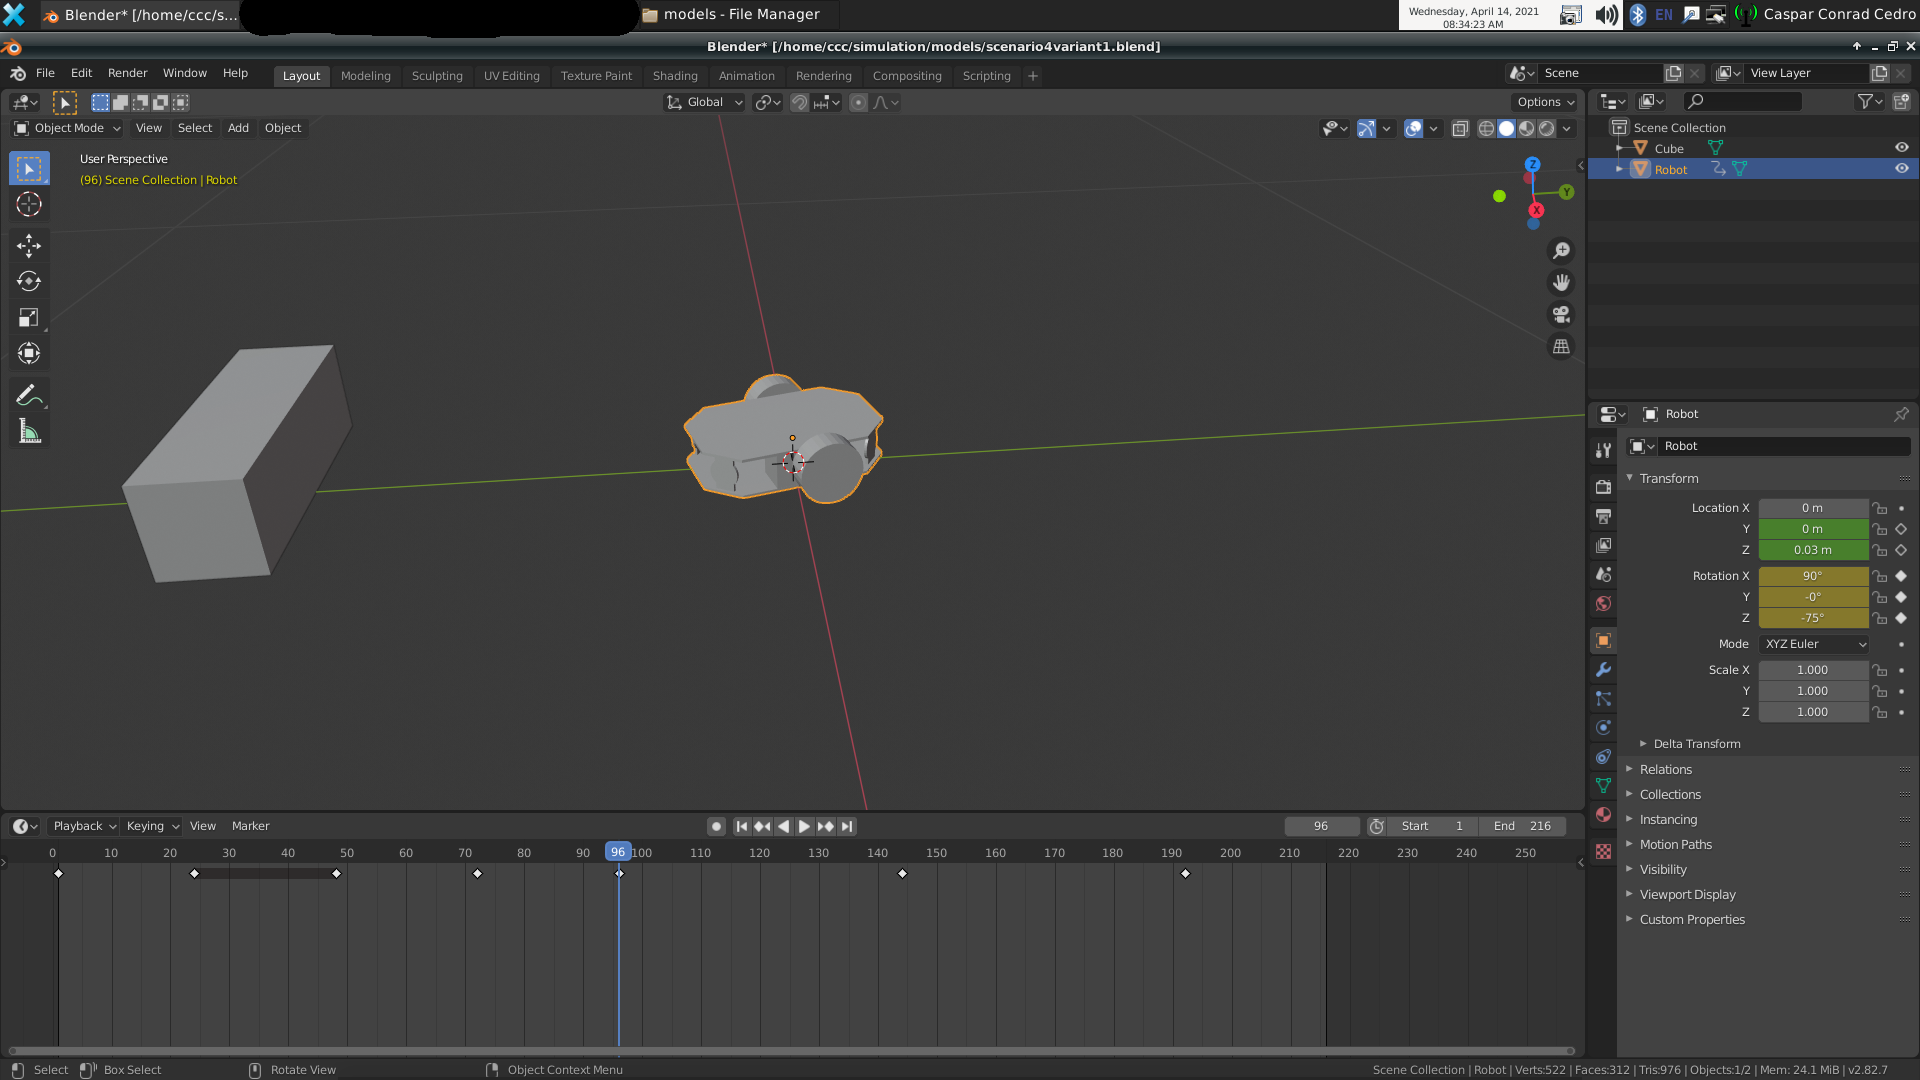 Blender* [/home/ccc/s...
models - File Manager
Wednesday, April 14, 2021
08:34:23 AM
EN
Caspar Conrad Cedro
Blender* [/home/ccc/simulation/models/scenario4variant1.blend]
File Edit Render Window Help
Layout Modeling Sculpting UV Editing Texture Paint Shading Animation Rendering Compositing Scripting +
Scene
View Layer
Global
Options
Object Mode View Select Add Object
User Perspective
(96) Scene Collection | Robot
Z
Y
X
Scene Collection
Cube
Robot
Robot
Robot
Transform
Location X 0 m
Y 0 m
Z 0.03 m
Rotation X 90°
Y -0°
Z -75°
Mode XYZ Euler
Scale X 1.000
Y 1.000
Z 1.000
Delta Transform
Relations
Collections
Instancing
Motion Paths
Visibility
Viewport Display
Custom Properties
Playback Keying View Marker
96
Start 1
End 216
0 10 20 30 40 50 60 70 80 90 96 100 110 120 130 140 150 160 170 180 190 200 210 220 230 240 250
Select Box Select Rotate View Object Context Menu
Scene Collection | Robot | Verts:522 | Faces:312 | Tris:976 | Objects:1/2 | Mem: 24.1 MiB | v2.82.7